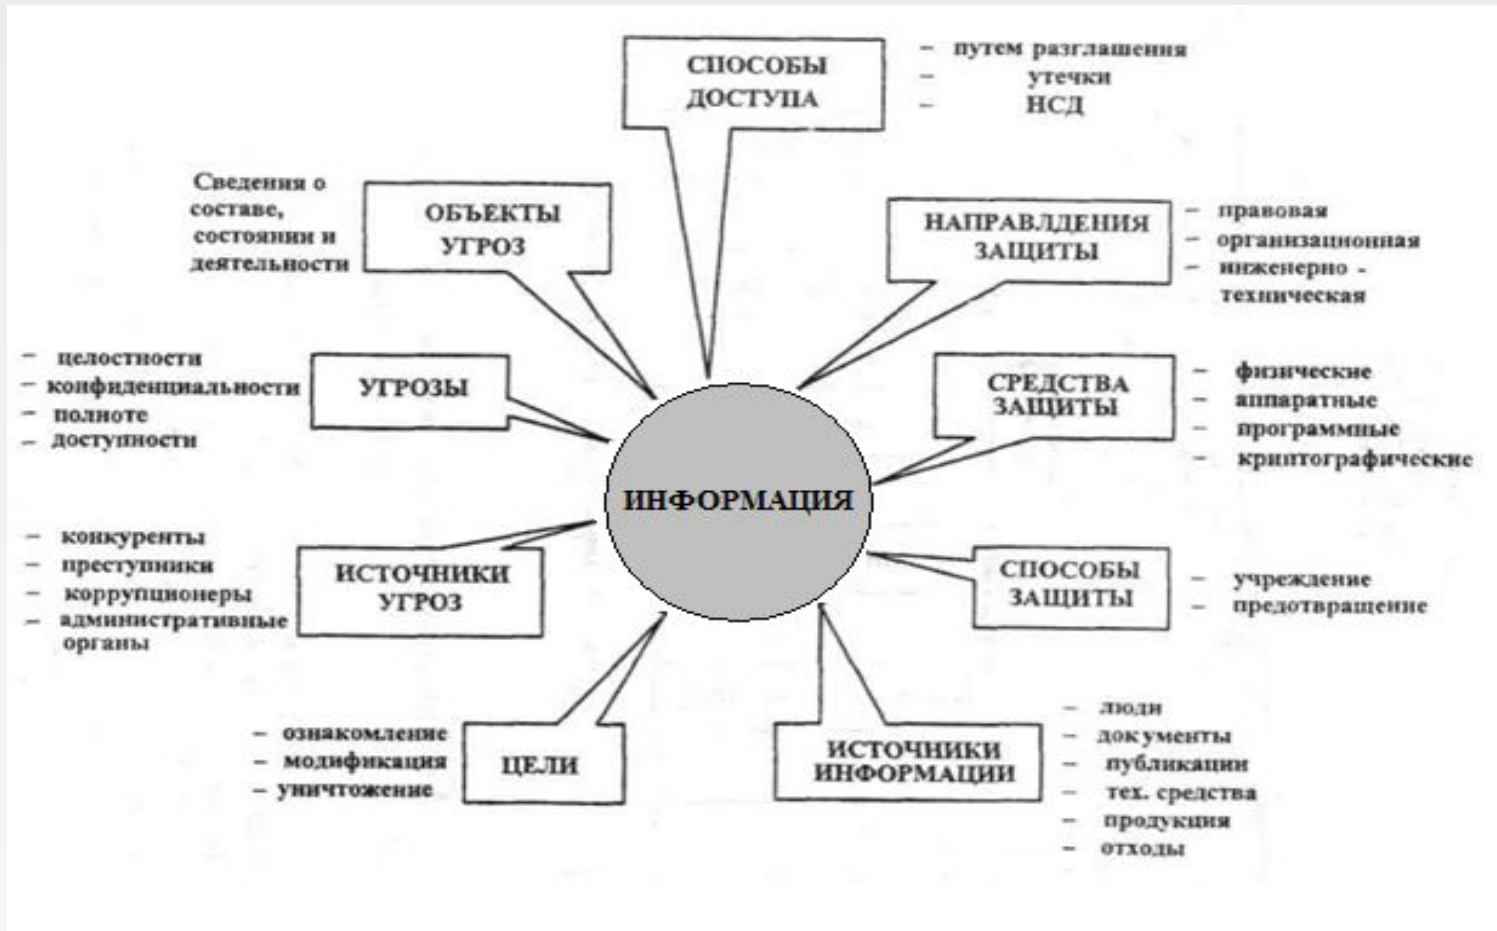 СПОСОБЫ
ДОСТУПА
– путем разглашения
– утечки
– НСД
Сведения о
составе,
состоянии и
деятельности
ОБЪЕКТЫ
УГРОЗ
НАПРАВЛДЕНИЯ
ЗАЩИТЫ
– правовая
– организационная
– инженерно -
техническая
– целостности
– конфиденциальности
– полноте
– доступности
УГРОЗЫ
СРЕДСТВА
ЗАЩИТЫ
– физические
– аппаратные
– программные
– криптографические
ИНФОРМАЦИЯ
– конкуренты
– преступники
– коррупционеры
– административные
органы
ИСТОЧНИКИ
УГРОЗ
СПОСОБЫ
ЗАЩИТЫ
– учреждение
– предотвращение
– ознакомление
– модификация
– уничтожение
ЦЕЛИ
ИСТОЧНИКИ
ИНФОРМАЦИИ
– люди
– документы
– публикации
– тех. средства
– продукция
– отходы